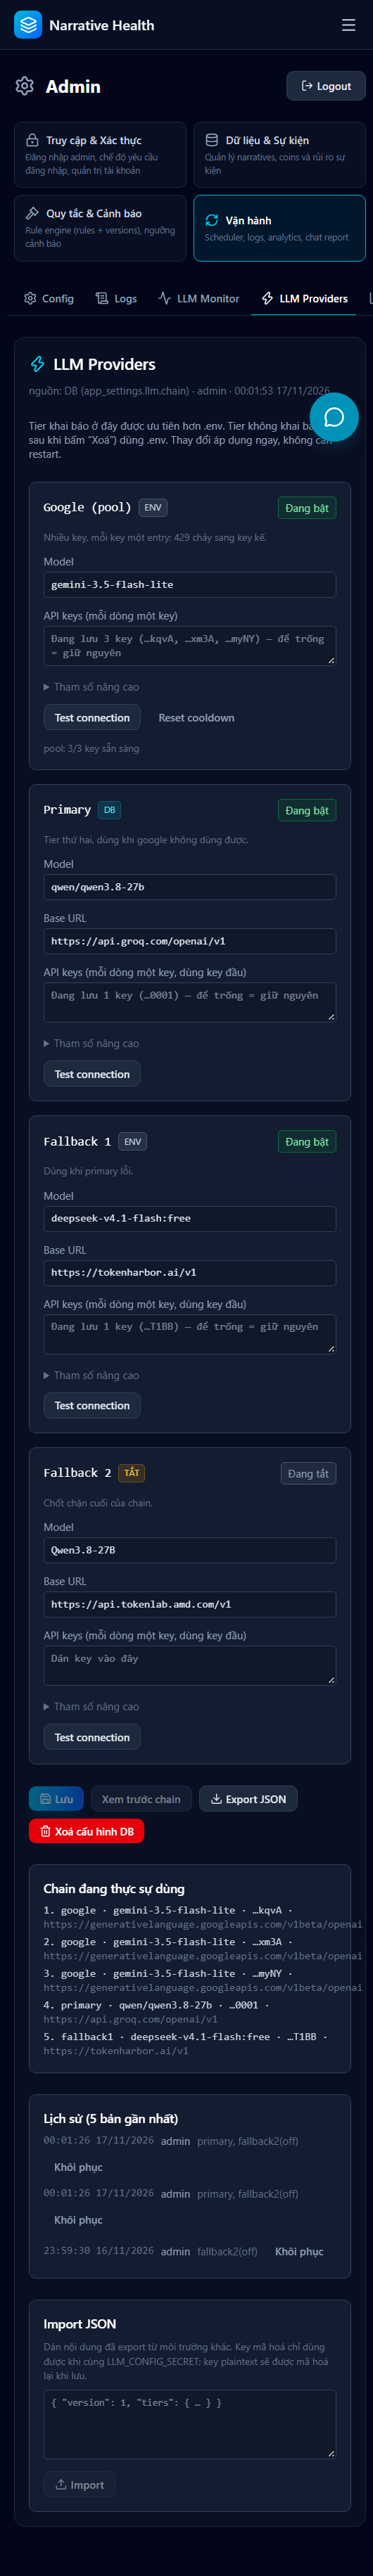 Narrative Health
Admin
Logout
Truy cập & Xác thực
Đăng nhập admin, chế độ yêu cầu
đăng nhập, quản trị tài khoản
Dữ liệu & Sự kiện
Quản lý narratives, coins và rủi ro sự
kiện
Quy tắc & Cảnh báo
Rule engine (rules + versions), ngưỡng
cảnh báo
Vận hành
Scheduler, logs, analytics, chat report
Config
Logs
LLM Monitor
LLM Providers
LLM Providers
nguồn: DB (app_settings.llm.chain) · admin · 00:01:53 17/11/2026
Tier khai báo ở đây được ưu tiên hơn .env. Tier không khai
sau khi bấm "Xoá") dùng .env. Thay đổi áp dụng ngay, không cần
restart.
Google (pool)
ENV
Đang bật
Nhiều key, mỗi key một entry; 429 chảy sang key kế.
Model
gemini-3.5-flash-lite
API keys (mỗi dòng một key)
Đang lưu 3 key (…kqvA, …xm3A, …myNY) — để trống
= giữ nguyên
Tham số nâng cao
Test connection
Reset cooldown
pool: 3/3 key sẵn sàng
Primary
DB
Đang bật
Tier thứ hai, dùng khi google không dùng được.
Model
qwen/qwen3.8-27b
Base URL
https://api.groq.com/openai/v1
API keys (mỗi dòng một key, dùng key đầu)
Đang lưu 1 key (…0001) — để trống = giữ nguyên
Tham số nâng cao
Test connection
Fallback 1
ENV
Đang bật
Dùng khi primary lỗi.
Model
deepseek-v4.1-flash:free
Base URL
https://tokenharbor.ai/v1
API keys (mỗi dòng một key, dùng key đầu)
Đang lưu 1 key (…T1BB) — để trống = giữ nguyên
Tham số nâng cao
Test connection
Fallback 2
TẮT
Đang tắt
Chốt chặn cuối của chain.
Model
Qwen3.8-27B
Base URL
https://api.tokenlab.amd.com/v1
API keys (mỗi dòng một key, dùng key đầu)
Dán key vào đây
Tham số nâng cao
Test connection
Lưu
Xem trước chain
Export JSON
Xoá cấu hình DB
Chain đang thực sự dùng
1. google · gemini-3.5-flash-lite · …kqvA ·
https://generativelanguage.googleapis.com/v1beta/openai
2. google · gemini-3.5-flash-lite · …xm3A ·
https://generativelanguage.googleapis.com/v1beta/openai
3. google · gemini-3.5-flash-lite · …myNY ·
https://generativelanguage.googleapis.com/v1beta/openai
4. primary · qwen/qwen3.8-27b · …0001 ·
https://api.groq.com/openai/v1
5. fallback1 · deepseek-v4.1-flash:free · …T1BB ·
https://tokenharbor.ai/v1
Lịch sử (5 bản gần nhất)
00:01:26 17/11/2026 admin primary, fallback2(off)
Khôi phục
00:01:26 17/11/2026 admin primary, fallback2(off)
Khôi phục
23:59:30 16/11/2026 admin fallback2(off) Khôi phục
Import JSON
Dán nội dung đã export từ môi trường khác. Key mã hoá chỉ dùng
được khi cùng LLM_CONFIG_SECRET; key plaintext sẽ được mã hoá
lại khi lưu.
{ "version": 1, "tiers": { … } }
Import